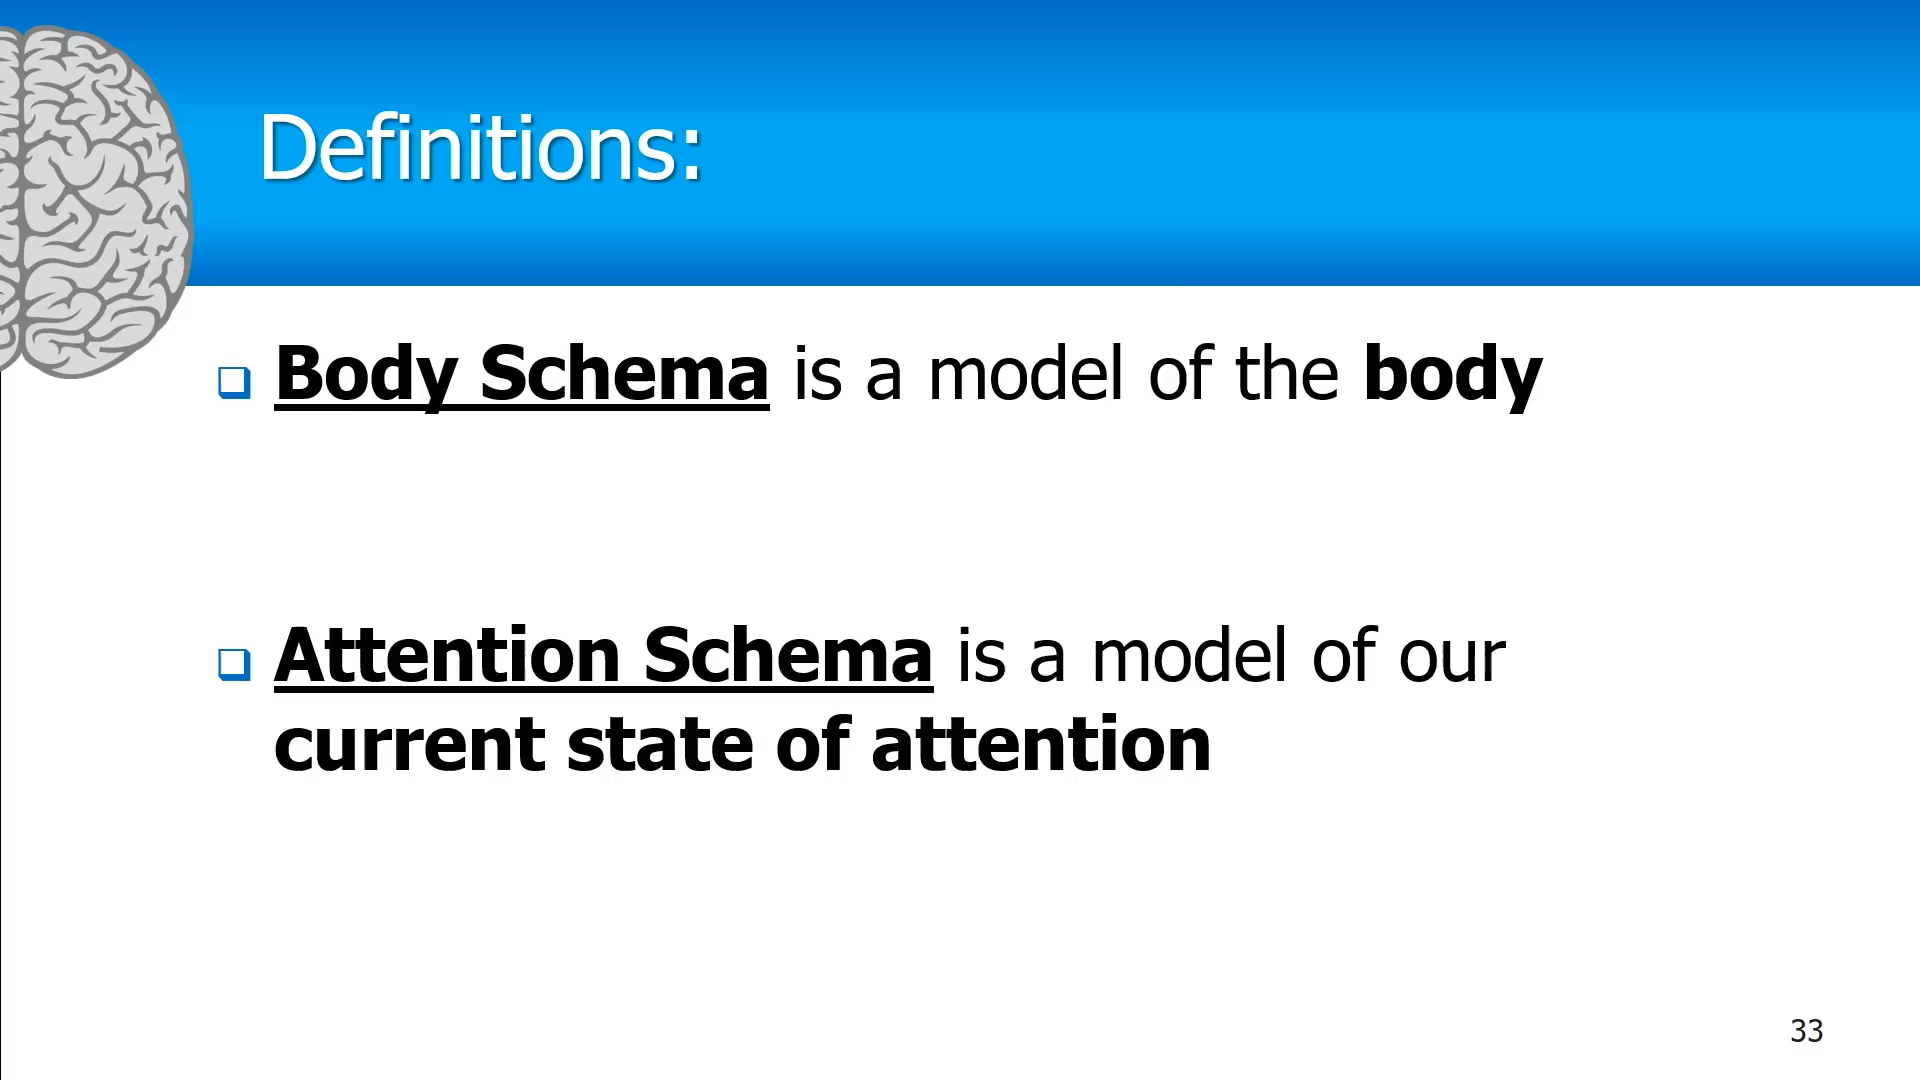 Definitions:
Body Schema is a model of the body
Attention Schema is a model of our
current state of attention
33